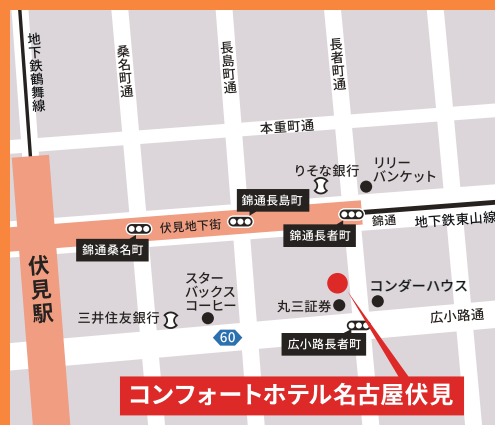 地下鉄鶴舞線
桑名町通
長島町通
長者町通
本重町通
りそな銀行
リリー
バンケット
錦通長島町
伏見地下街
錦通桑名町
錦通長者町
錦通
地下鉄東山線
伏見駅
スター
バックス
コーヒー
三井住友銀行
60
丸三証券
コンダーハウス
広小路通
広小路長者町
コンフォートホテル名古屋伏見